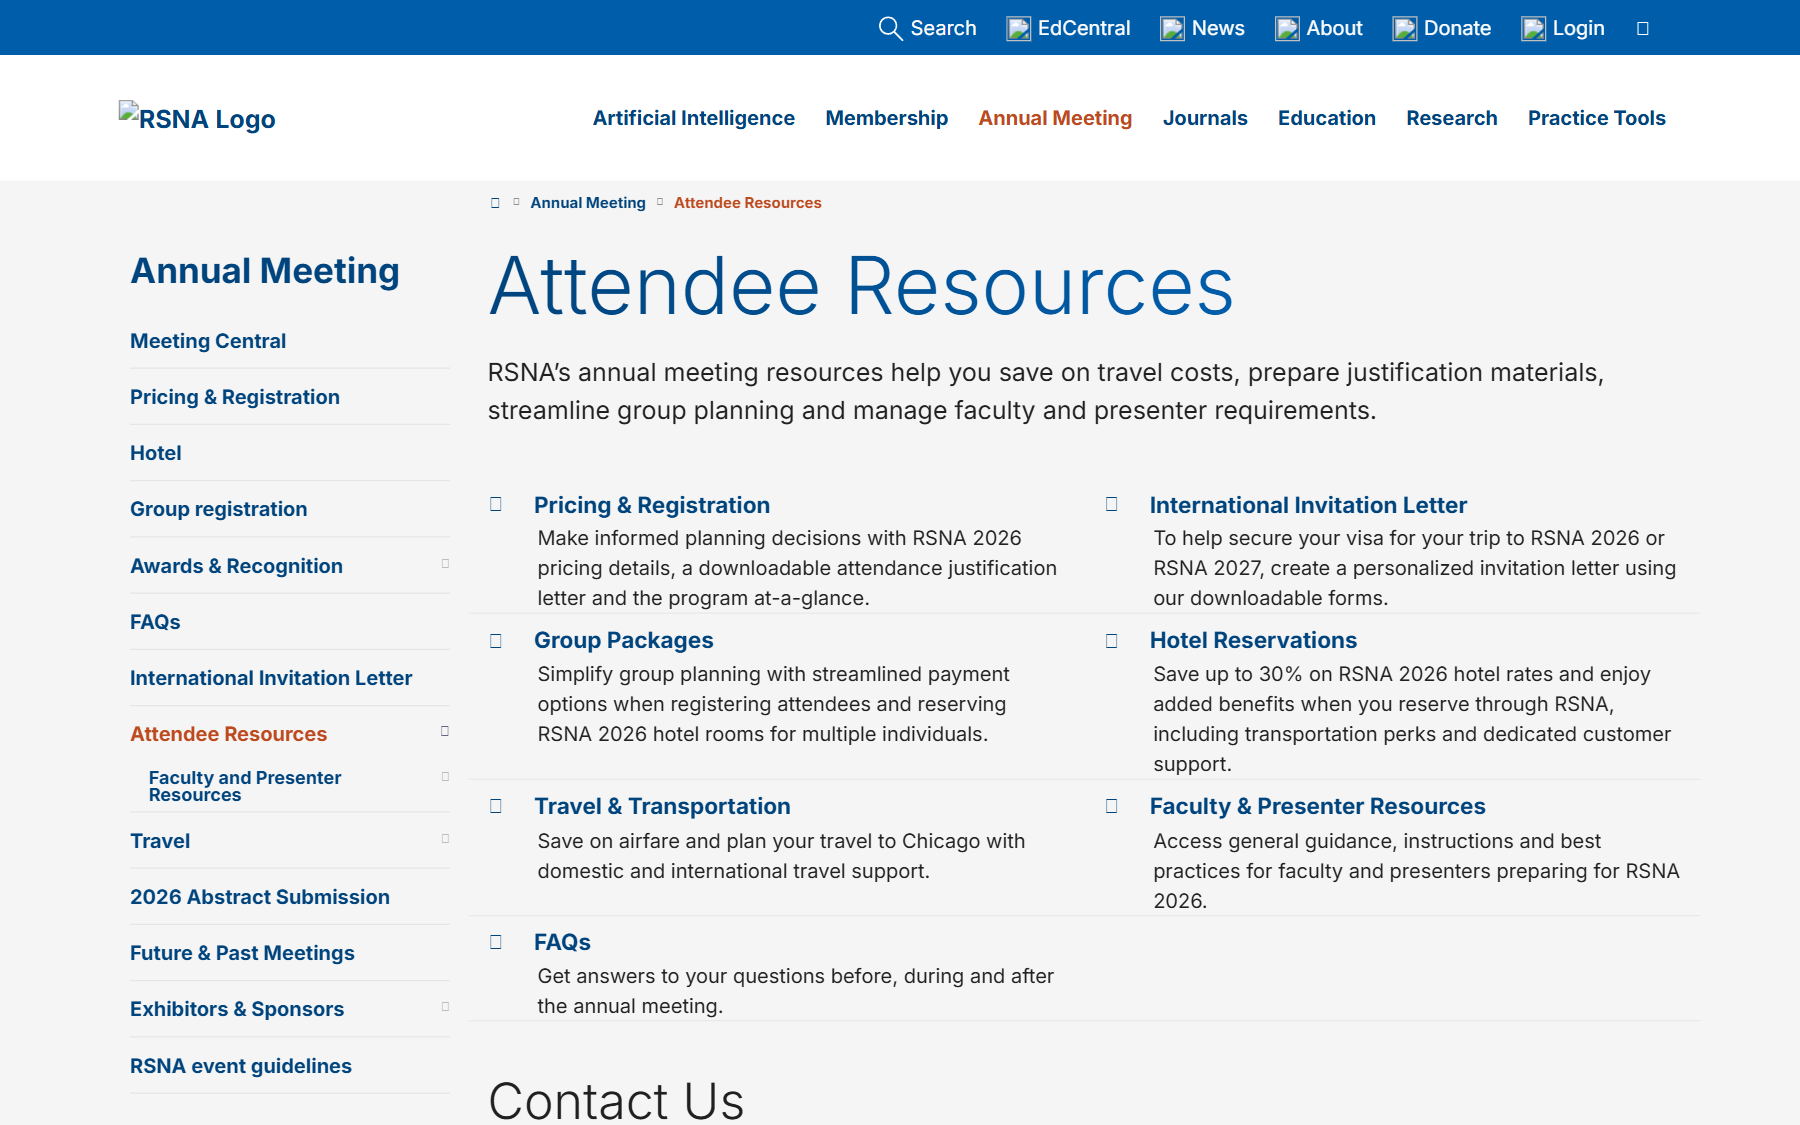 Search EdCentral News About Donate Login
RSNA Logo
Artificial Intelligence Membership Annual Meeting Journals Education Research Practice Tools
Annual Meeting Attendee Resources
Annual Meeting
Meeting Central
Pricing & Registration
Hotel
Group registration
Awards & Recognition
FAQs
International Invitation Letter
Attendee Resources
Faculty and Presenter
Resources
Travel
2026 Abstract Submission
Future & Past Meetings
Exhibitors & Sponsors
RSNA event guidelines
Attendee Resources
RSNA’s annual meeting resources help you save on travel costs, prepare justification materials,
streamline group planning and manage faculty and presenter requirements.
Pricing & Registration
Make informed planning decisions with RSNA 2026
pricing details, a downloadable attendance justification
letter and the program at-a-glance.
International Invitation Letter
To help secure your visa for your trip to RSNA 2026 or
RSNA 2027, create a personalized invitation letter using
our downloadable forms.
Group Packages
Simplify group planning with streamlined payment
options when registering attendees and reserving
RSNA 2026 hotel rooms for multiple individuals.
Hotel Reservations
Save up to 30% on RSNA 2026 hotel rates and enjoy
added benefits when you reserve through RSNA,
including transportation perks and dedicated customer
support.
Travel & Transportation
Save on airfare and plan your travel to Chicago with
domestic and international travel support.
Faculty & Presenter Resources
Access general guidance, instructions and best
practices for faculty and presenters preparing for RSNA
2026.
FAQs
Get answers to your questions before, during and after
the annual meeting.
Contact Us